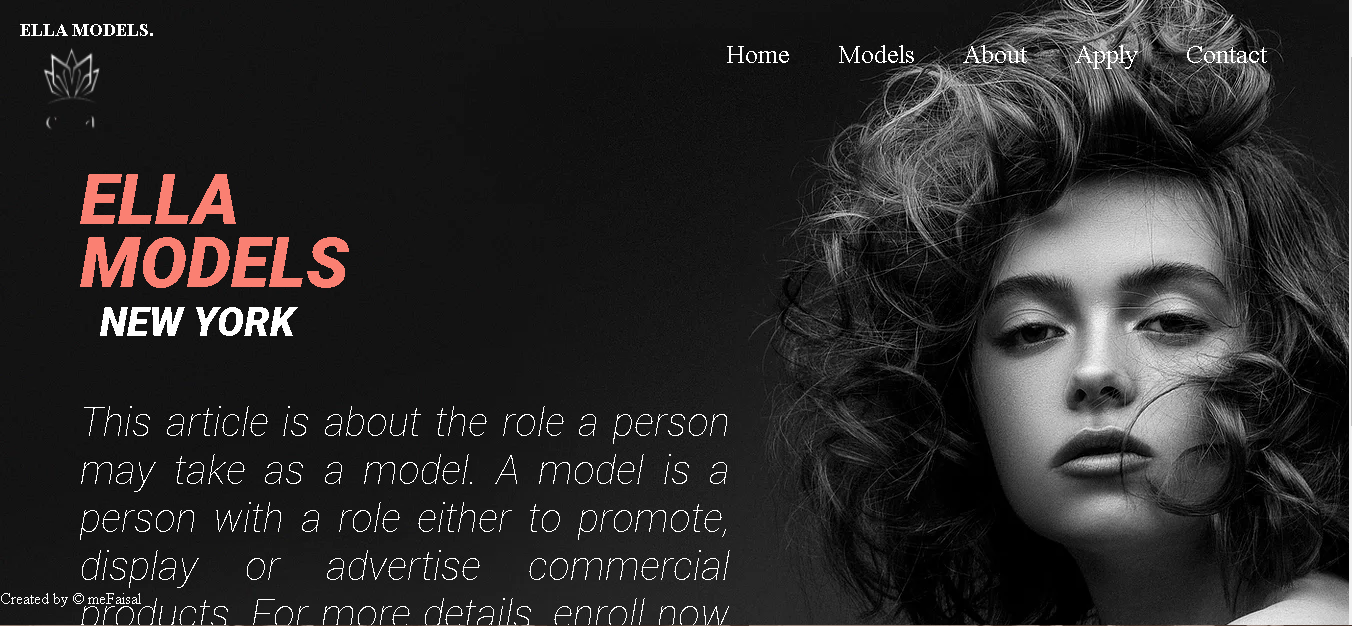 ELLA MODELS.
Home Models About Apply Contact
ELLA
MODELS
NEW YORK
This article is about the role a person
may take as a model. A model is a
person with a role either to promote,
display or advertise commercial
Created by © meFaisal
products. For more details, enroll now